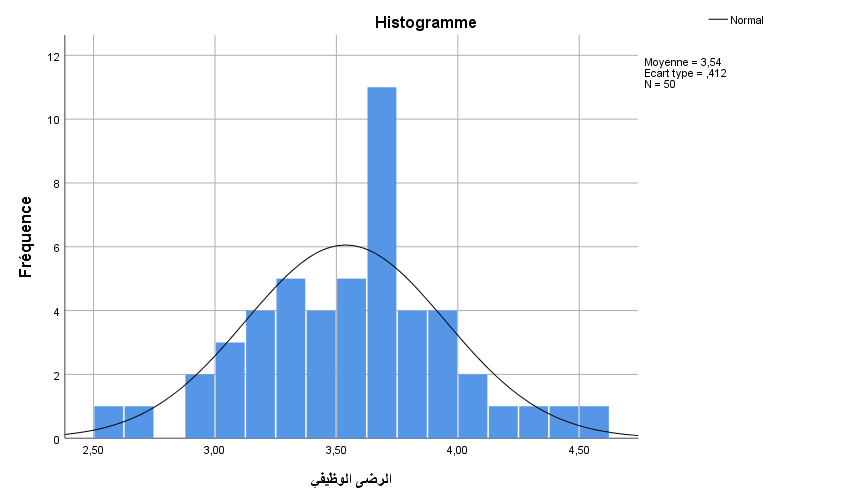 Histogramme
Normal
Moyenne = 3,54
Ecart type = ,412
N = 50
Fréquence
12
10
8
6
4
2
0
2,50 3,00 3,50 4,00 4,50
الرضى الوظيفي